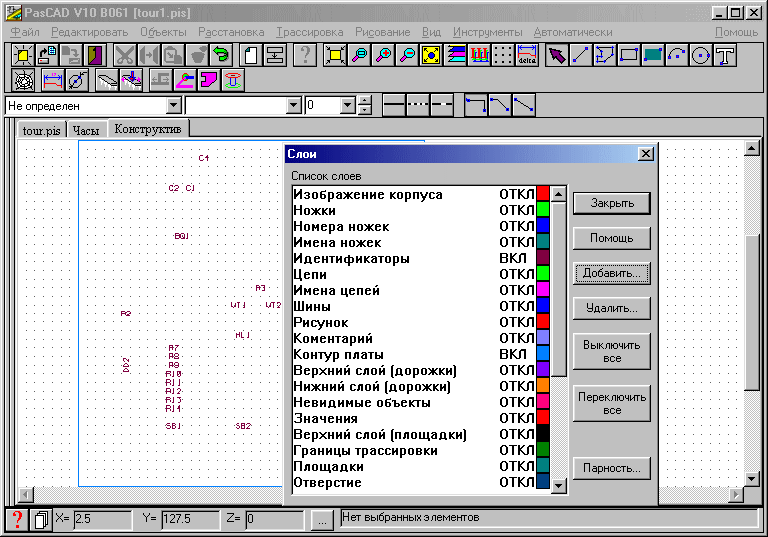 PasCAD V10 B061 [tour1.pis]
Файл Редактировать Объекты Расстановка Трассировка Рисование Вид Инструменты Автоматически Помощь
delta
Не определен 0
tour.pis Часы Конструктив
C4
C2 C1
BQ1
R3
VT1 VT2
R2
HL1
R7
R8
DD2
R9
R10
R11
R12
R13
R14
SB1 SB2
Слои
Список слоев
Изображение корпуса ОТКЛ
Ножки ОТКЛ
Номера ножек ОТКЛ
Имена ножек ОТКЛ
Идентификаторы ВКЛ
Цепи ОТКЛ
Имена цепей ОТКЛ
Шины ОТКЛ
Рисунок ОТКЛ
Коментарий ОТКЛ
Контур платы ВКЛ
Верхний слой (дорожки) ОТКЛ
Нижний слой (дорожки) ОТКЛ
Невидимые объекты ОТКЛ
Значения ОТКЛ
Верхний слой (площадки) ОТКЛ
Границы трассировки ОТКЛ
Площадки ОТКЛ
Отверстие ОТКЛ
Закрыть
Помощь
Добавить...
Удалить...
Выключить
все
Переключить
все
Парность...
X= 2.5 Y= 127.5 Z= 0 ... Нет выбранных элементов